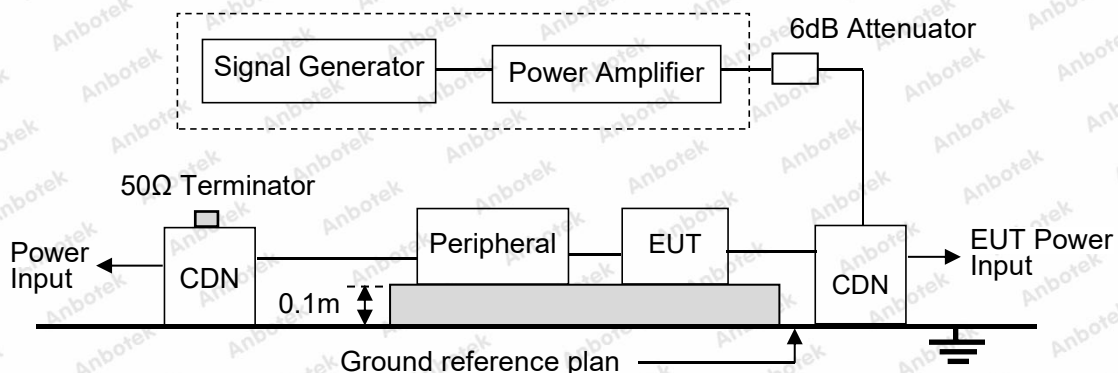 6dB Attenuator
Signal Generator
Power Amplifier
50Ω Terminator
Power
Input
CDN
Peripheral
EUT
CDN
EUT Power
Input
0.1m
Ground reference plan
Anbotek